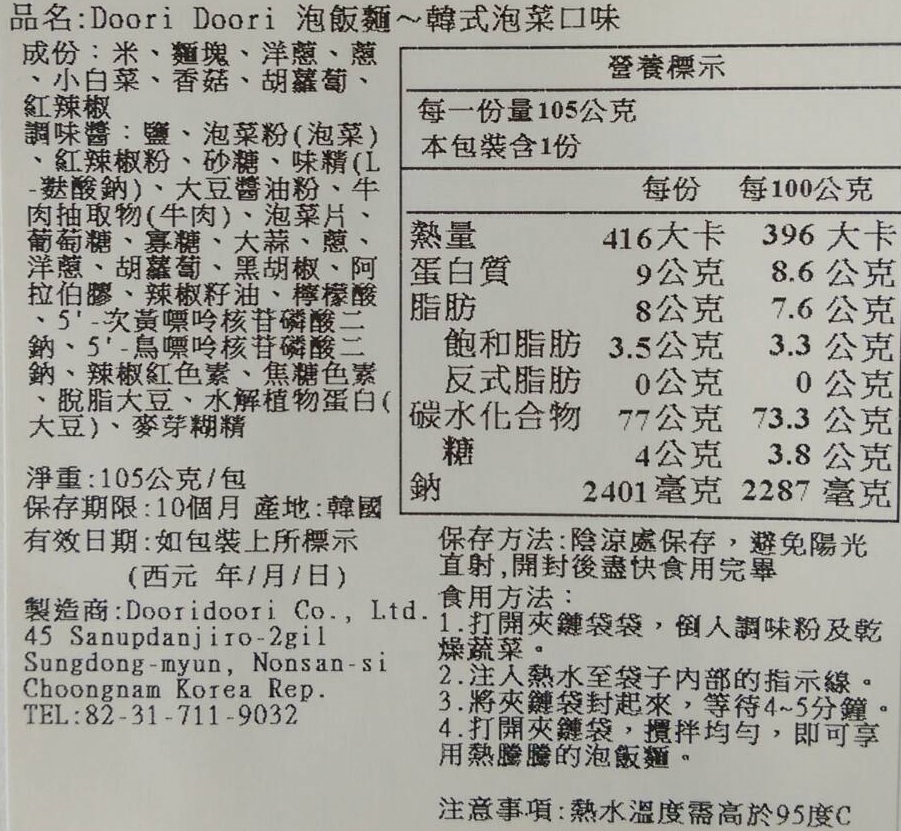 品名:Doori Doori 泡飯麵～韓式泡菜口味
成份：米、麵塊、洋蔥、蔥
、小白菜、香菇、胡蘿蔔、
紅辣椒
調味醬：鹽、泡菜粉(泡菜)
、紅辣椒粉、砂糖、味精(L
-麩酸鈉)、大豆醬油粉、牛
肉抽取物(牛肉)、泡菜片、
葡萄糖、寡糖、大蒜、蔥、
洋蔥、胡蘿蔔、黑胡椒、阿
拉伯膠、辣椒籽油、檸檬酸
、5'-次黃嘌呤核苷磷酸二
鈉、5'-鳥嘌呤核苷磷酸二
鈉、辣椒紅色素、焦糖色素
、脫脂大豆、水解植物蛋白(
大豆)、麥芽糊精
淨重:105公克/包
保存期限:10個月 產地:韓國
有效日期:如包裝上所標示
(西元 年/月/日)
製造商:Dooridoori Co., Ltd.
45 Sanupdanjiro-2gil
Sungdong-myun, Nonsan-si
Choongnam Korea Rep.
TEL:82-31-711-9032
營養標示
每一份量105公克
本包裝含1份
每份 每100公克
熱量 416大卡 396 大卡
蛋白質 9公克 8.6 公克
脂肪 8公克 7.6 公克
飽和脂肪 3.5公克 3.3 公克
反式脂肪 0公克 0 公克
碳水化合物 77公克 73.3 公克
糖 4公克 3.8 公克
鈉 2401毫克 2287 毫克
保存方法:陰涼處保存，避免陽光
直射,開封後盡快食用完畢
食用方法：
1.打開夾鏈袋袋，倒入調味粉及乾
燥蔬菜。
2.注入熱水至袋子內部的指示線。
3.將夾鏈袋封起來，等待4~5分鐘。
4.打開夾鏈袋，攪拌均勻，即可享
用熱騰騰的泡飯麵。
注意事項:熱水溫度需高於95度C